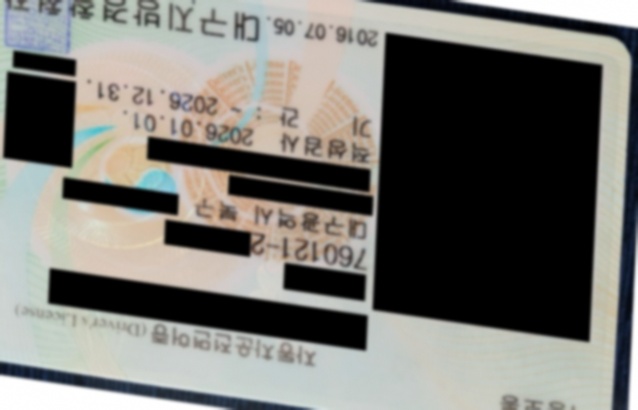 자동차운전면허증 (Driver's License)
760121-2
대구광역시 북구
적성검사 2026.01.01.
기 간 : ~ 2026.12.31.
2016.07.05. 대구지방경찰청장